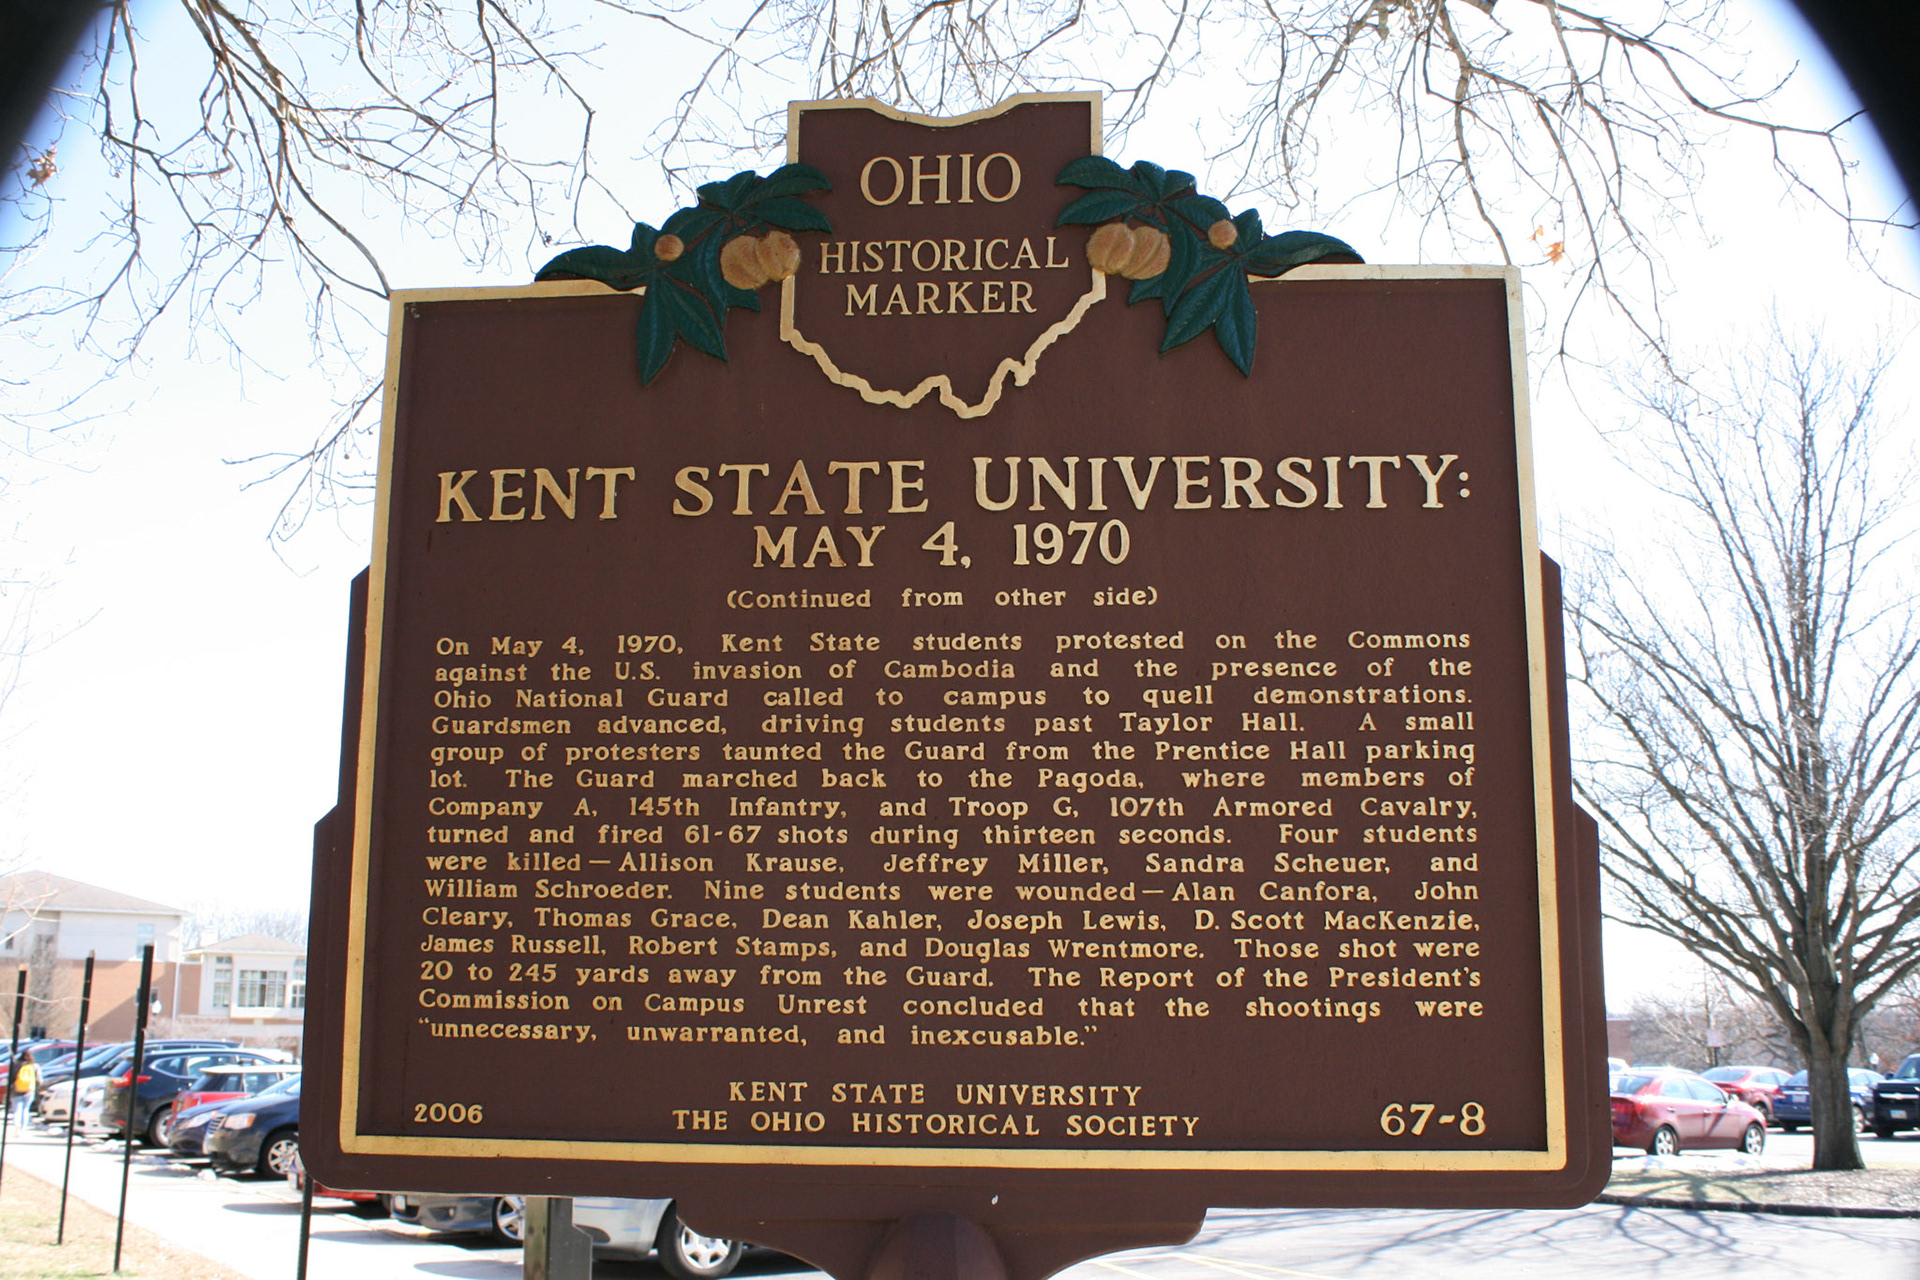 OHIO
HISTORICAL
MARKER
KENT STATE UNIVERSITY:
MAY 4, 1970
(Continued from other side)
On May 4, 1970, Kent State students protested on the Commons
against the U.S. invasion of Cambodia and the presence of the
Ohio National Guard called to campus to quell demonstrations.
Guardsmen advanced, driving students past Taylor Hall. A small
group of protesters taunted the Guard from the Prentice Hall parking
lot. The Guard marched back to the Pagoda, where members of
Company A, 145th Infantry, and Troop G, 107th Armored Cavalry,
turned and fired 61-67 shots during thirteen seconds. Four students
were killed—Allison Krause, Jeffrey Miller, Sandra Scheuer, and
William Schroeder. Nine students were wounded—Alan Canfora, John
Cleary, Thomas Grace, Dean Kahler, Joseph Lewis, D. Scott MacKenzie,
James Russell, Robert Stamps, and Douglas Wrentmore. Those shot were
20 to 245 yards away from the Guard. The Report of the President's
Commission on Campus Unrest concluded that the shootings were
"unnecessary, unwarranted, and inexcusable."
KENT STATE UNIVERSITY
THE OHIO HISTORICAL SOCIETY
2006
67-8